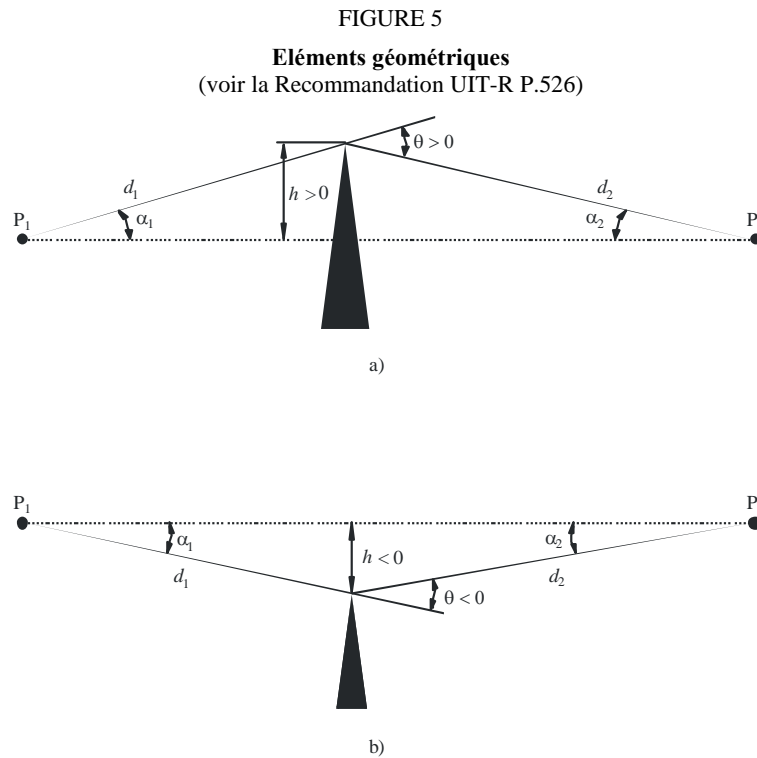 FIGURE 5
Eléments géométriques
(voir la Recommandation UIT-R P.526)
θ > 0
d₁
h > 0
d₂
P₁
α₁
α₂
P
a)
P₁
P
α₁
α₂
h < 0
d₁
d₂
θ < 0
b)